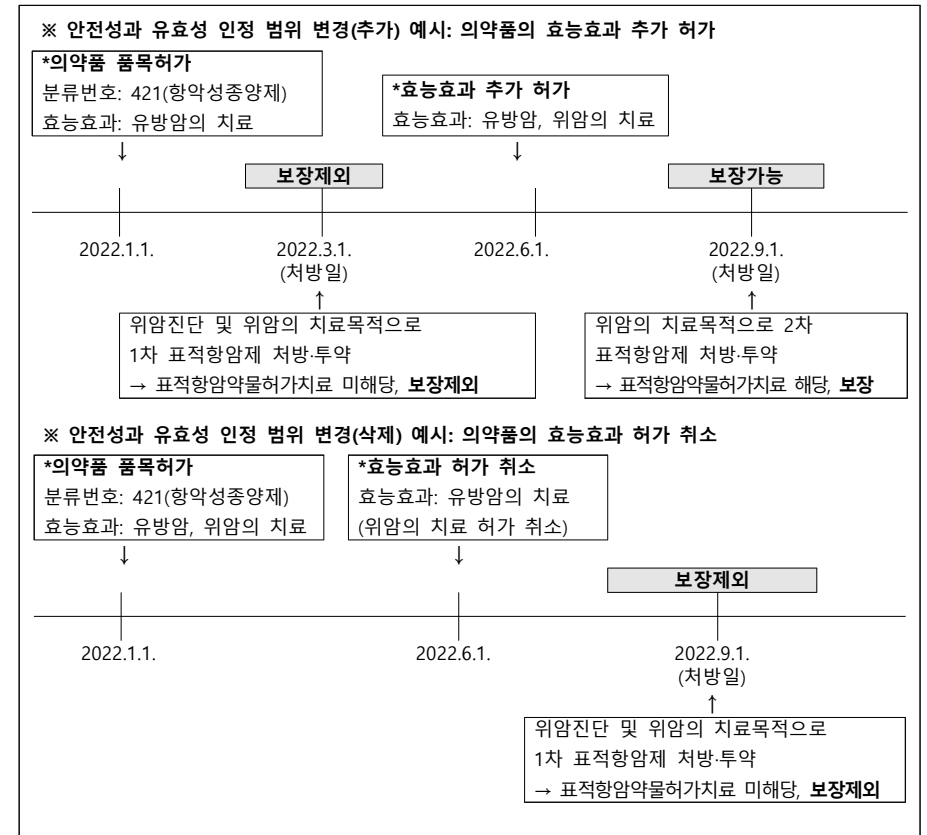 ※ 안전성과 유효성 인정 범위 변경(추가) 예시: 의약품의 효능효과 추가 허가
*의약품 품목허가
분류번호: 421(항악성종양제)
효능효과: 유방암의 치료
*효능효과 추가 허가
효능효과: 유방암, 위암의 치료
↓
↓
보장제외
보장가능
2022.1.1.
2022.3.1.
(처방일)
2022.6.1.
2022.9.1.
(처방일)
↑
↑
위암진단 및 위암의 치료목적으로
1차 표적항암제 처방·투약
→ 표적항암약물허가치료 미해당, 보장제외
위암의 치료목적으로 2차
표적항암제 처방·투약
→ 표적항암약물허가치료 해당, 보장
※ 안전성과 유효성 인정 범위 변경(삭제) 예시: 의약품의 효능효과 허가 취소
*의약품 품목허가
분류번호: 421(항악성종양제)
효능효과: 유방암, 위암의 치료
*효능효과 허가 취소
효능효과: 유방암의 치료
(위암의 치료 허가 취소)
↓
↓
보장제외
2022.1.1.
2022.6.1.
2022.9.1.
(처방일)
↑
위암진단 및 위암의 치료목적으로
1차 표적항암제 처방·투약
→ 표적항암약물허가치료 미해당, 보장제외